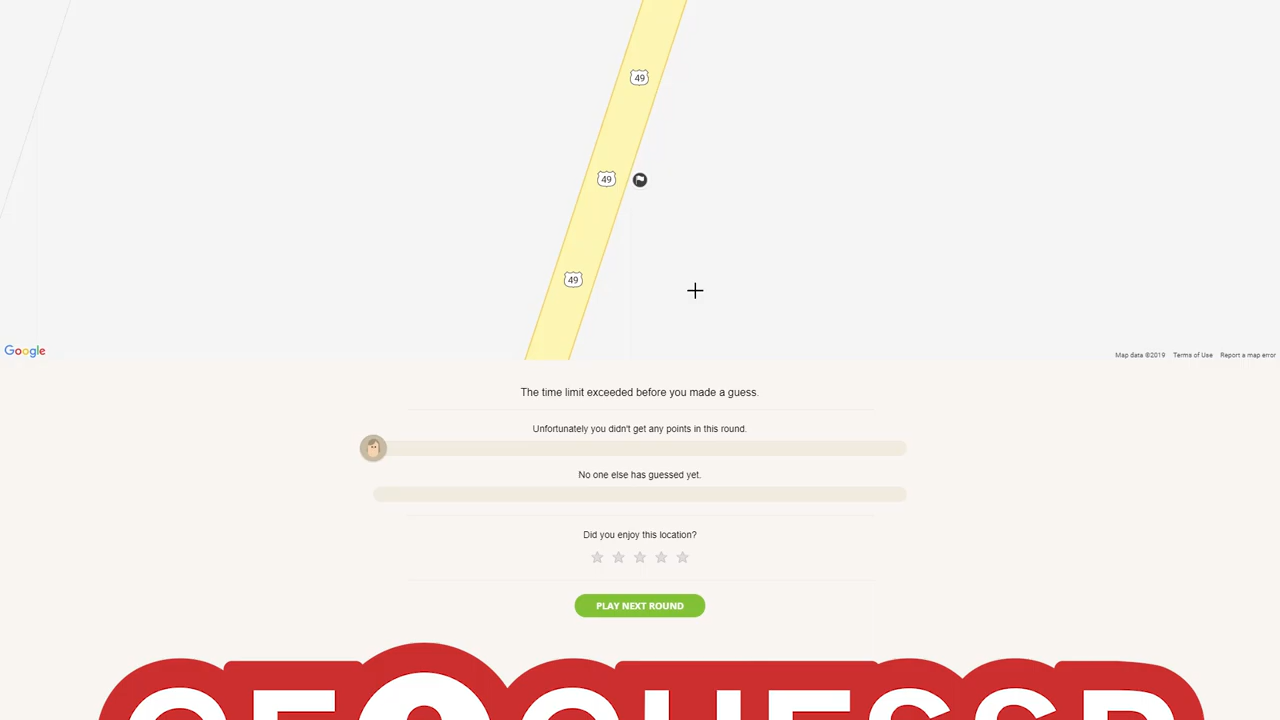 49
49
49
Google
Map data ©2019 Terms of Use Report a map error
The time limit exceeded before you made a guess.
Unfortunately you didn't get any points in this round.
No one else has guessed yet.
Did you enjoy this location?
PLAY NEXT ROUND
GEOGUESSR